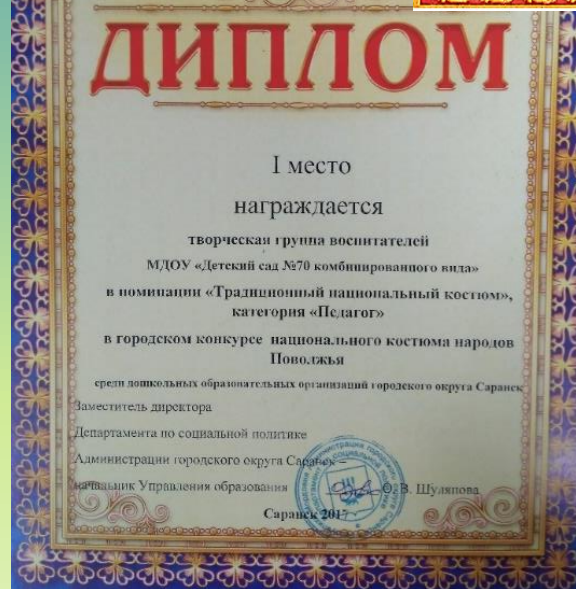 ДИПЛОМ
I место
награждается
творческая группа воспитателей
МДОУ «Детский сад №70 комбинированного вида»
в номинации «Традиционный национальный костюм»,
категория «Педагог»
в городском конкурсе национального костюма народов
Поволжья
среди дошкольных образовательных организаций городского округа Саранск
Заместитель директора
Департамента по социальной политике
Администрации городского округа Саранск –
начальник Управления образования О. В. Шуляпова
Саранск 2017